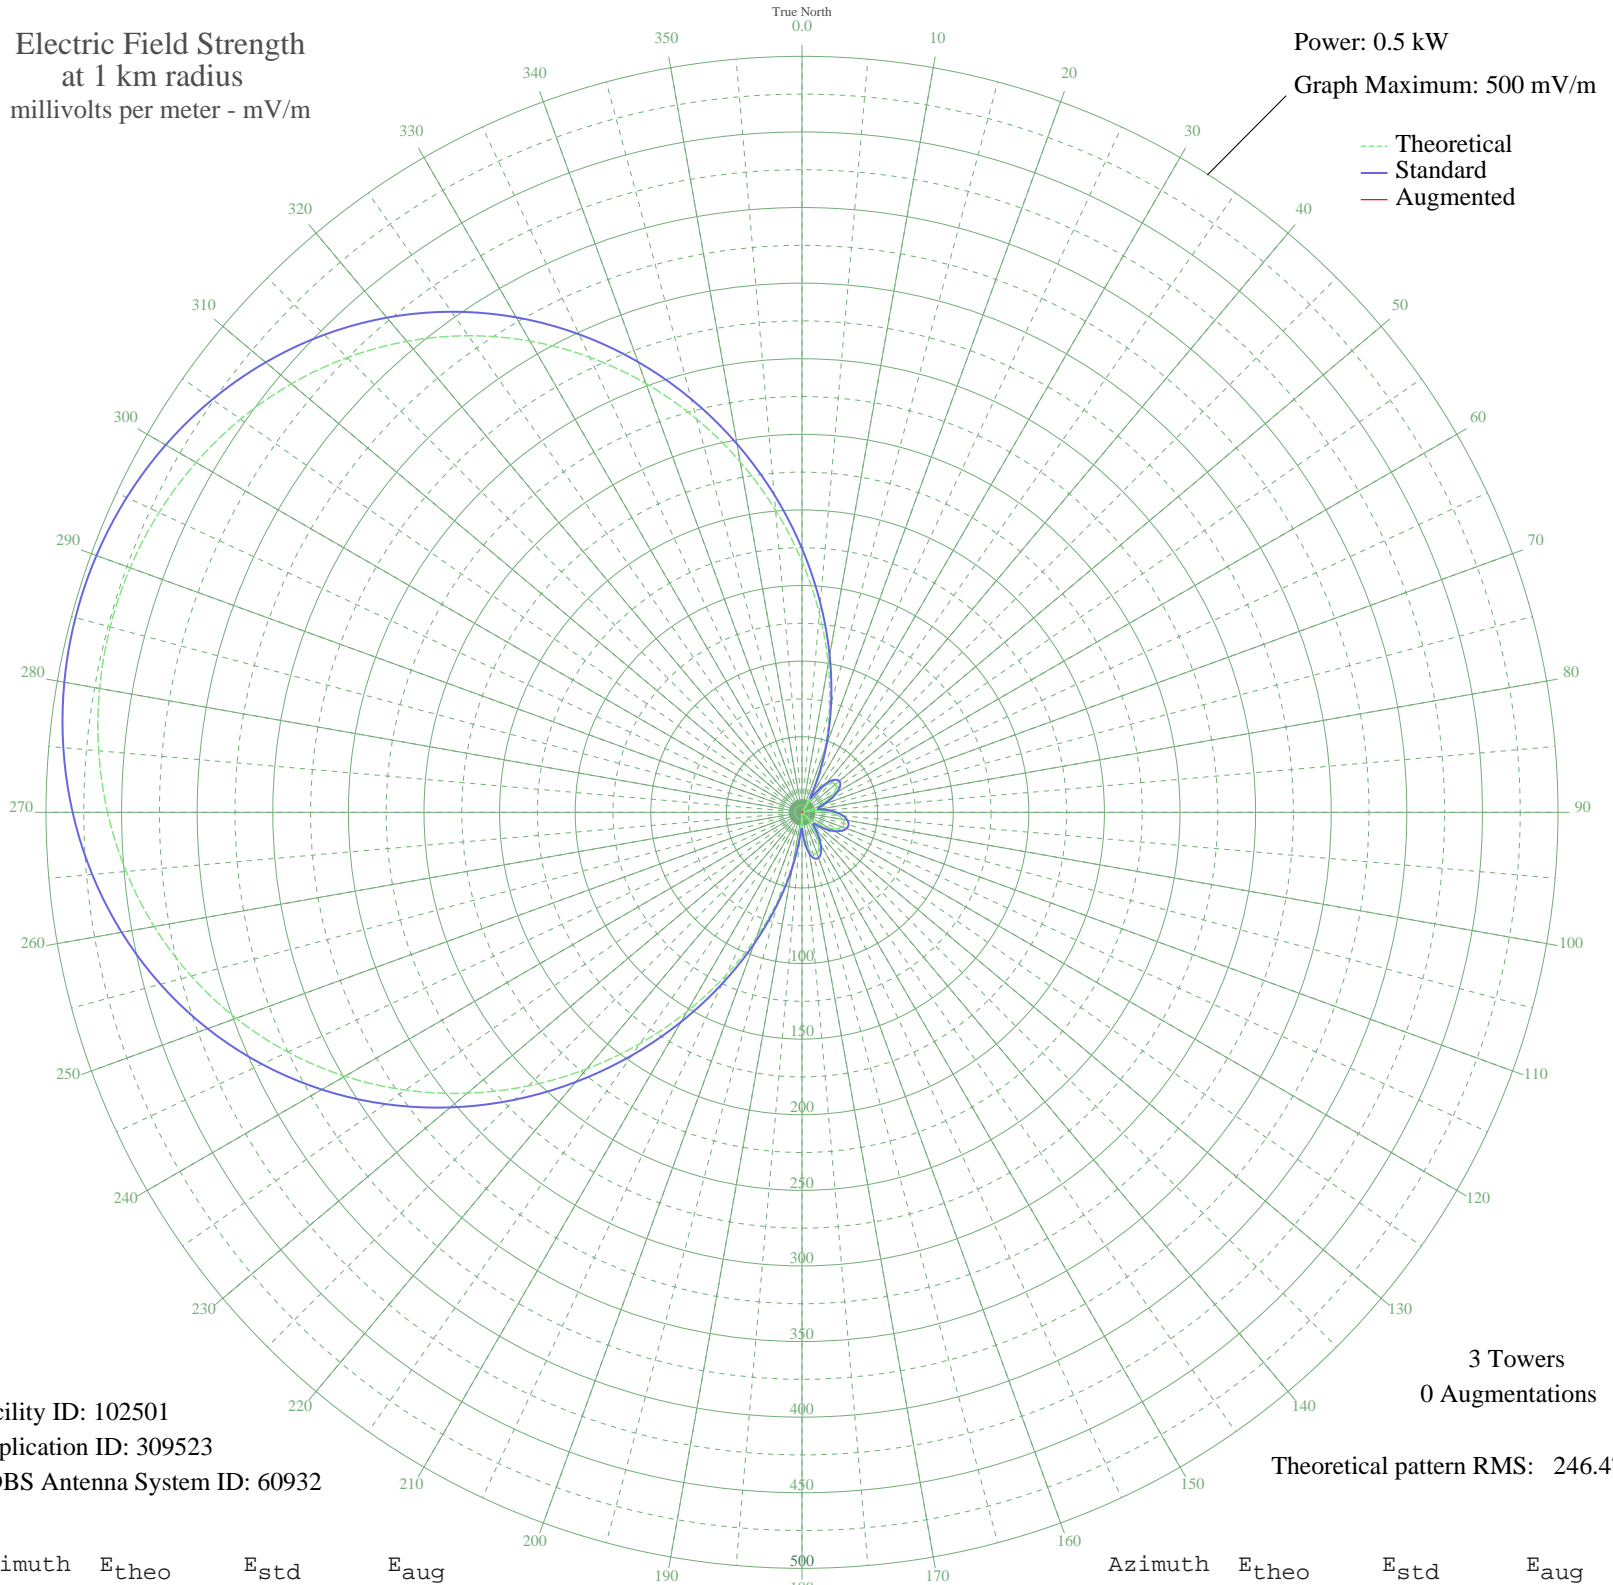 True North
Electric Field Strength
at 1 km radius
millivolts per meter - mV/m
Power: 0.5 kW
Graph Maximum: 500 mV/m
Theoretical
Standard
Augmented
0.0
10
20
30
40
50
60
70
80
90
100
110
120
130
140
150
160
170
190
200
210
220
230
240
250
260
270
280
290
300
310
320
330
340
350
100
150
200
250
300
350
400
450
500
3 Towers
0 Augmentations
Theoretical pattern RMS: 246.4
cility ID: 102501
plication ID: 309523
DBS Antenna System ID: 60932
imuth Etheo Estd Eaug
Azimuth Etheo Estd Eaug